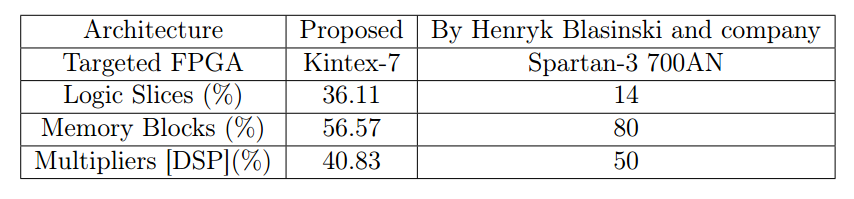 Architecture Proposed By Henryk Blasinski and company
Targeted FPGA Kintex-7 Spartan-3 700AN
Logic Slices (%) 36.11 14
Memory Blocks (%) 56.57 80
Multipliers [DSP](%) 40.83 50